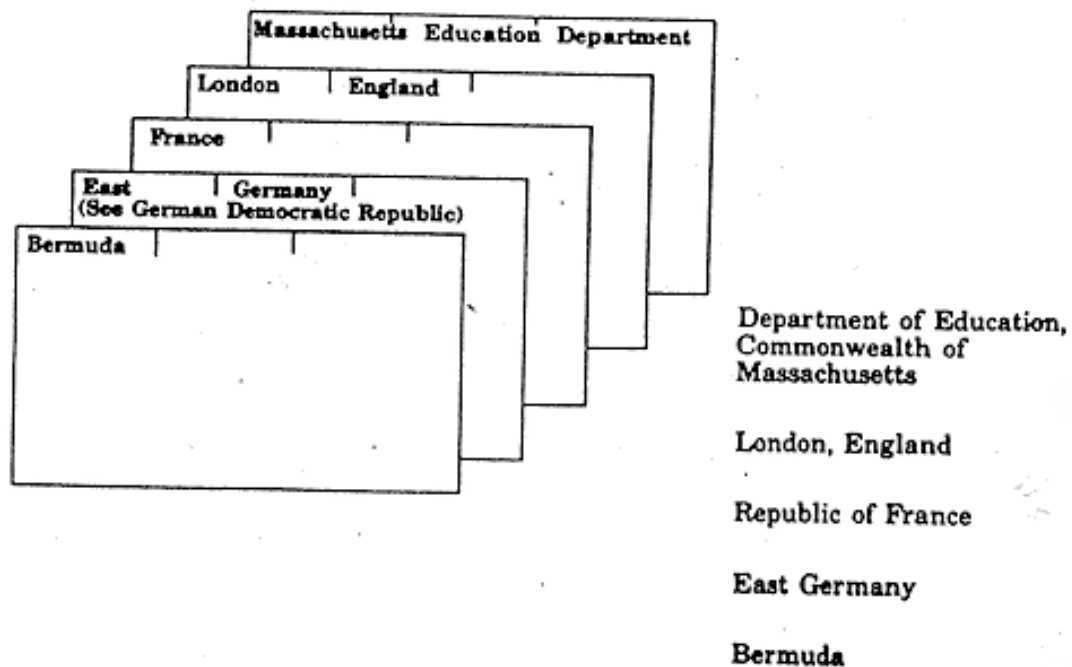 Massachusetts Education Department
London England
France
East Germany
(See German Democratic Republic)
Bermuda
Department of Education,
Commonwealth of
Massachusetts
London, England
Republic of France
East Germany
Bermuda